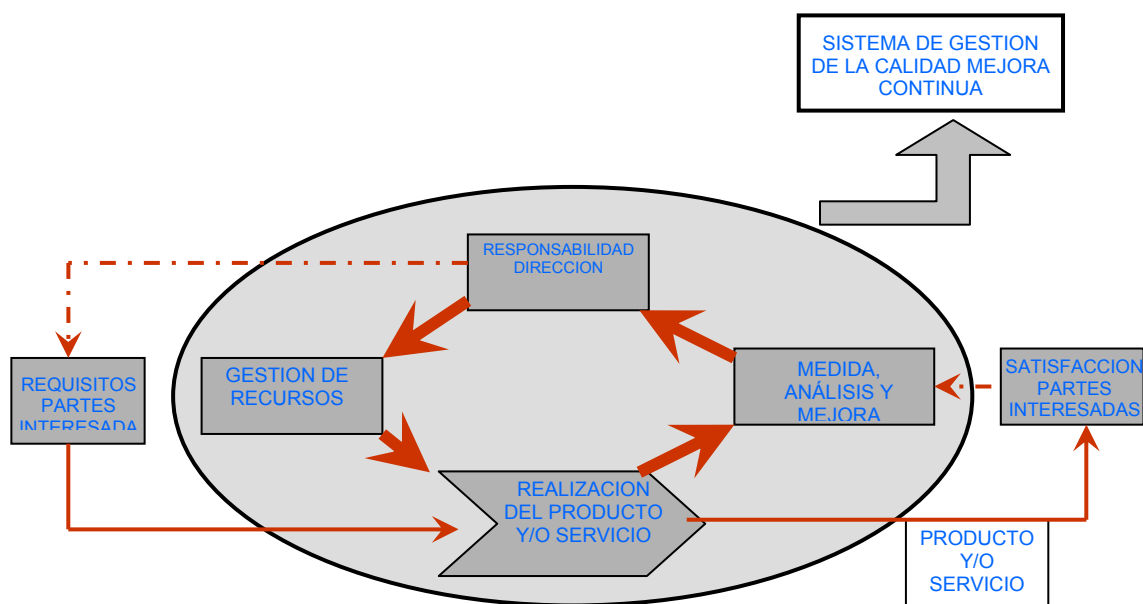 SISTEMA DE GESTION
DE LA CALIDAD MEJORA
CONTINUA
RESPONSABILIDAD
DIRECCION
REQUISITOS
PARTES
INTERESADA
GESTION DE
RECURSOS
MEDIDA,
ANÁLISIS Y
MEJORA
SATISFACCION
PARTES
INTERESADAS
REALIZACION
DEL PRODUCTO
Y/O SERVICIO
PRODUCTO
Y/O
SERVICIO